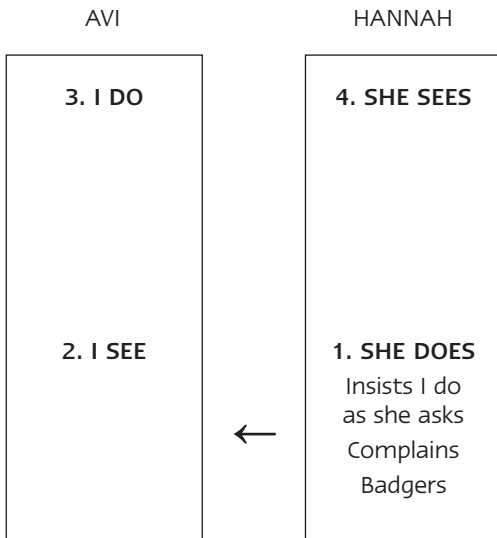 AVI HANNAH
3. I DO 4. SHE SEES
2. I SEE 1. SHE DOES
Insists I do
as she asks
Complains
Badgers